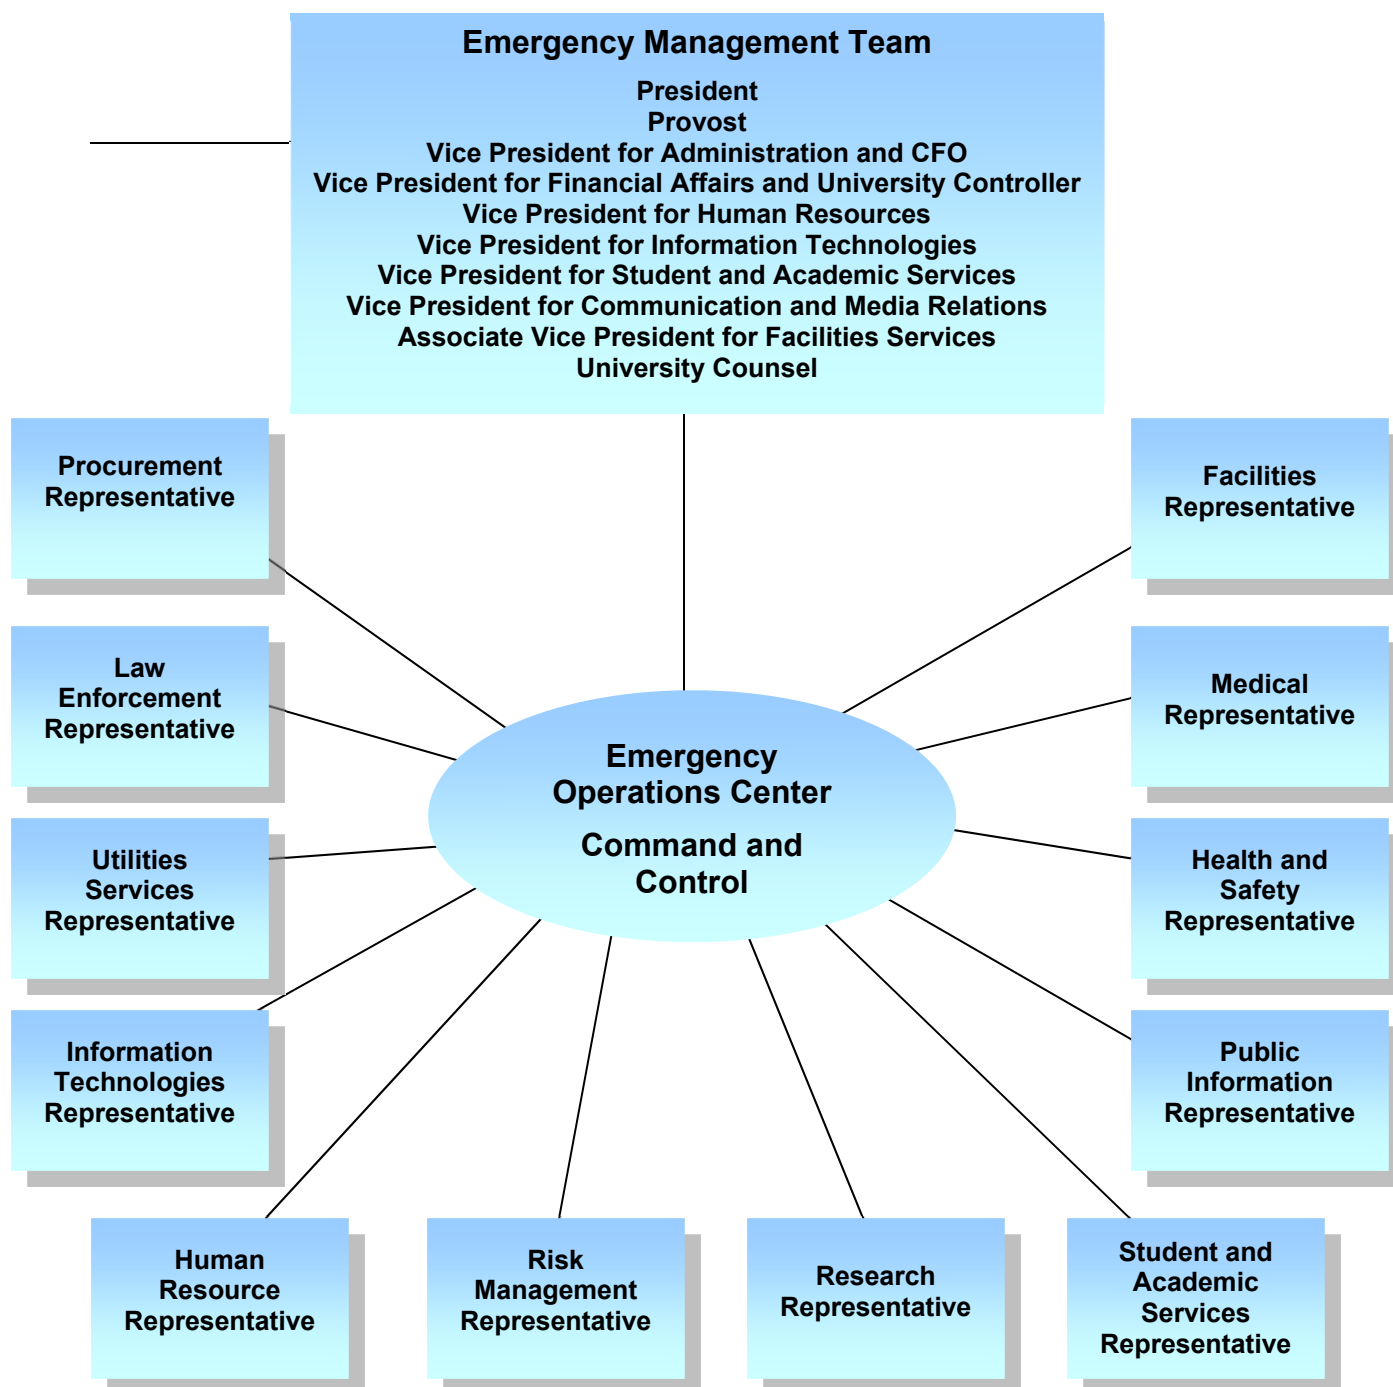 Emergency Management Team
President
Provost
Vice President for Administration and CFO
Vice President for Financial Affairs and University Controller
Vice President for Human Resources
Vice President for Information Technologies
Vice President for Student and Academic Services
Vice President for Communication and Media Relations
Associate Vice President for Facilities Services
University Counsel
Procurement
Representative
Facilities
Representative
Law
Enforcement
Representative
Medical
Representative
Emergency
Operations Center
Command and
Control
Utilities
Services
Representative
Health and
Safety
Representative
Information
Technologies
Representative
Public
Information
Representative
Human
Resource
Representative
Risk
Management
Representative
Research
Representative
Student and
Academic
Services
Representative